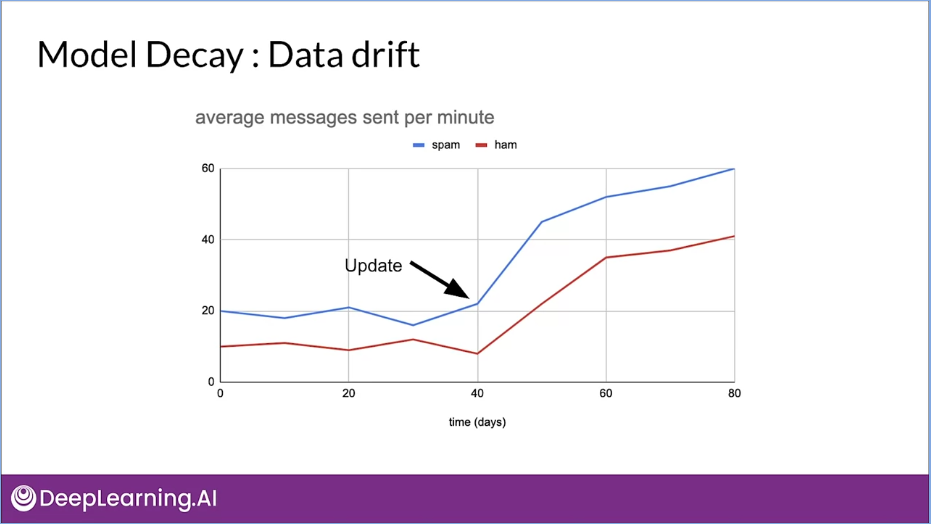 Model Decay : Data drift
average messages sent per minute
spam ham
60
40
Update
20
0
0 20 40 60 80
time (days)
DeepLearning.AI